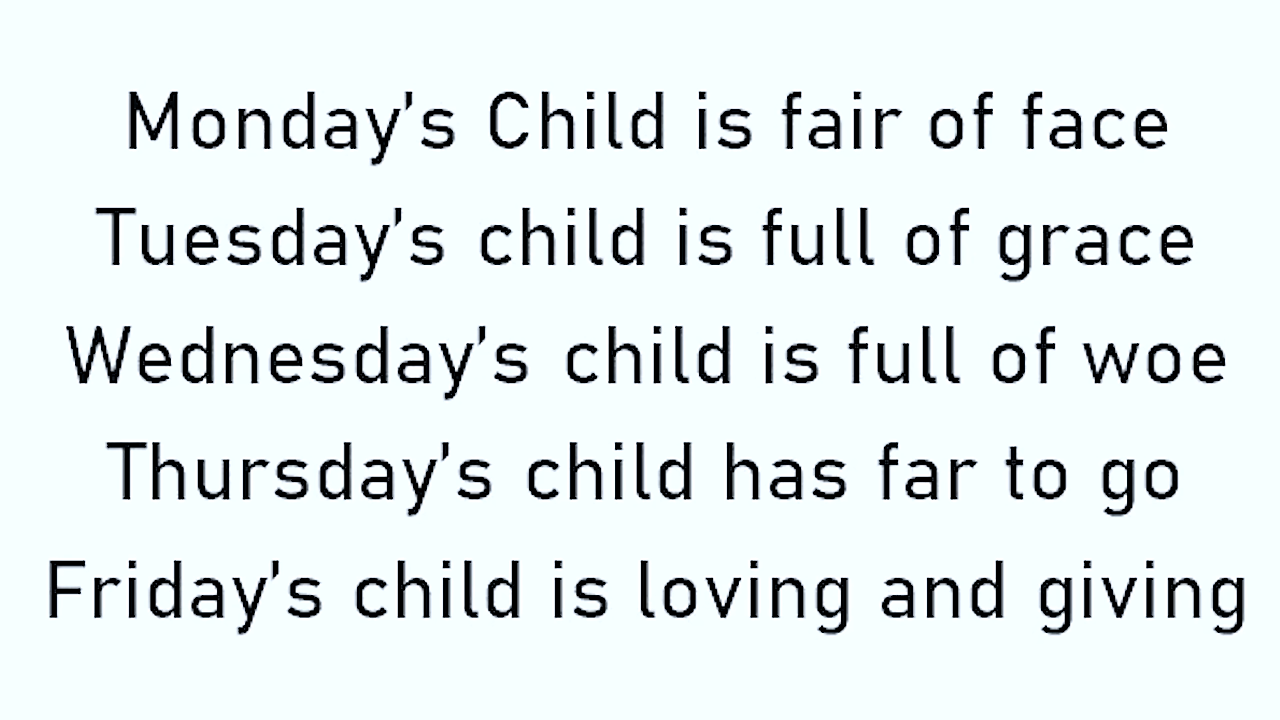 Monday's Child is fair of face
Tuesday's child is full of grace
Wednesday's child is full of woe
Thursday's child has far to go
Friday's child is loving and giving